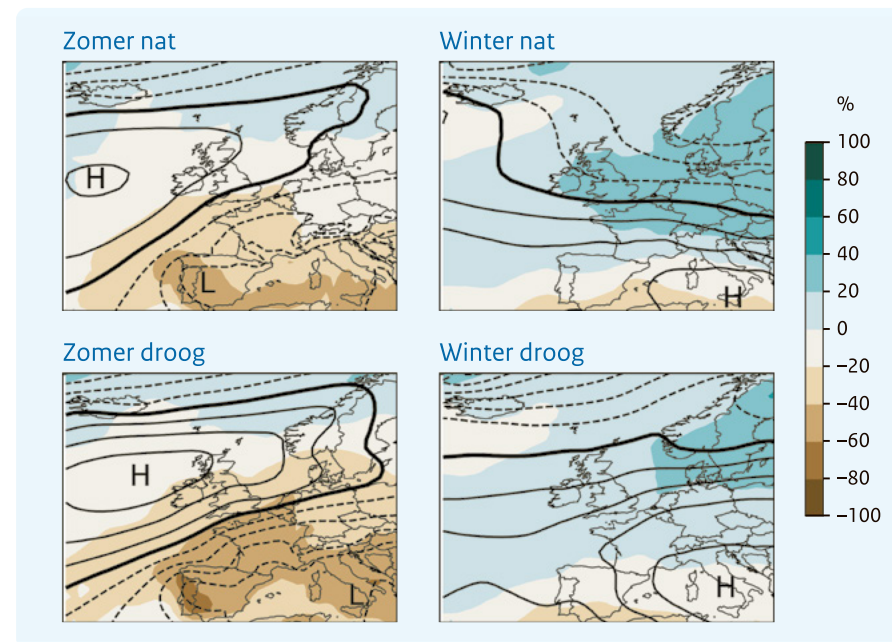 Zomer nat
Winter nat
H
L
H
%
100
80
60
40
20
0
−20
−40
−60
−80
−100
Zomer droog
Winter droog
H
L
H